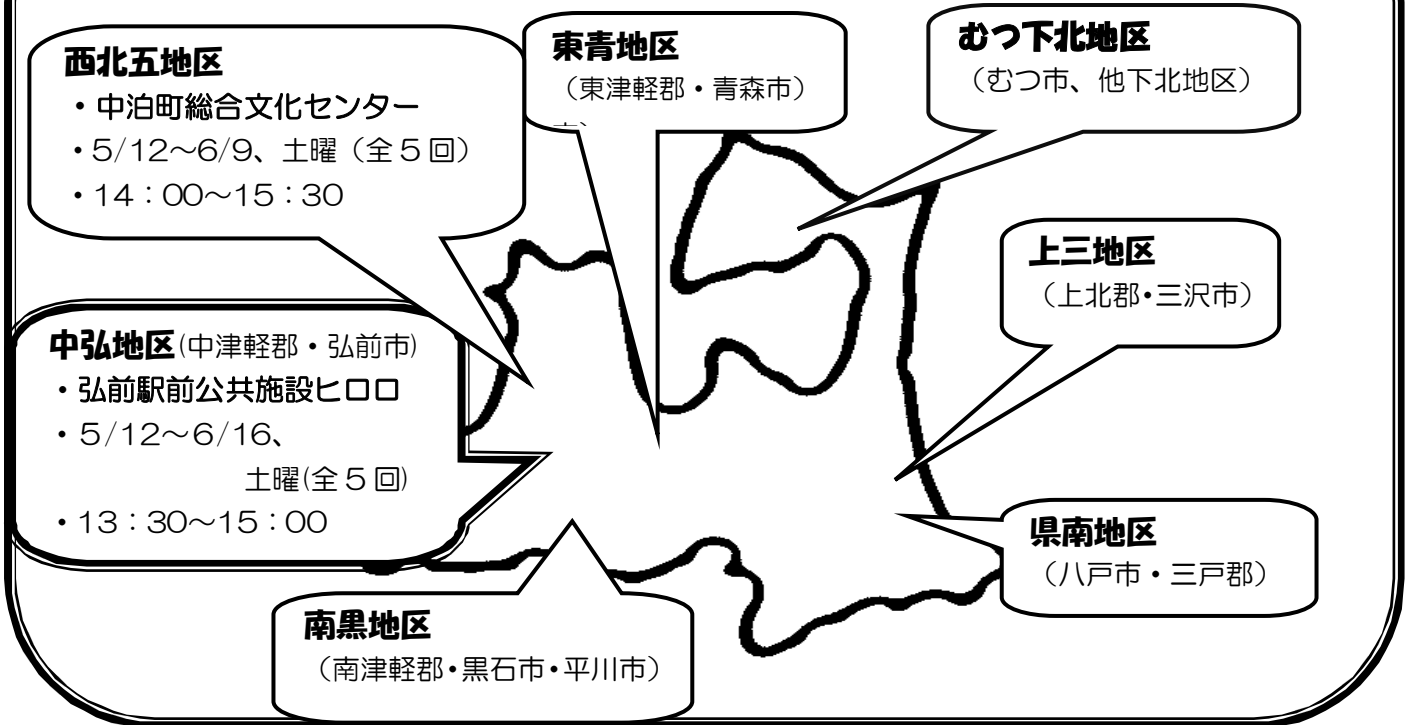 西北五地区
・中泊町総合文化センター
・5/12～6/9、土曜（全５回）
・14：00～15：30
東青地区
（東津軽郡・青森市）
むつ下北地区
（むつ市、他下北地区）
上三地区
（上北郡・三沢市）
中弘地区(中津軽郡・弘前市)
・弘前駅前公共施設ヒロロ
・5/12～6/16、
土曜(全５回)
・13：30～15：00
県南地区
（八戸市・三戸郡）
南黒地区
（南津軽郡・黒石市・平川市）